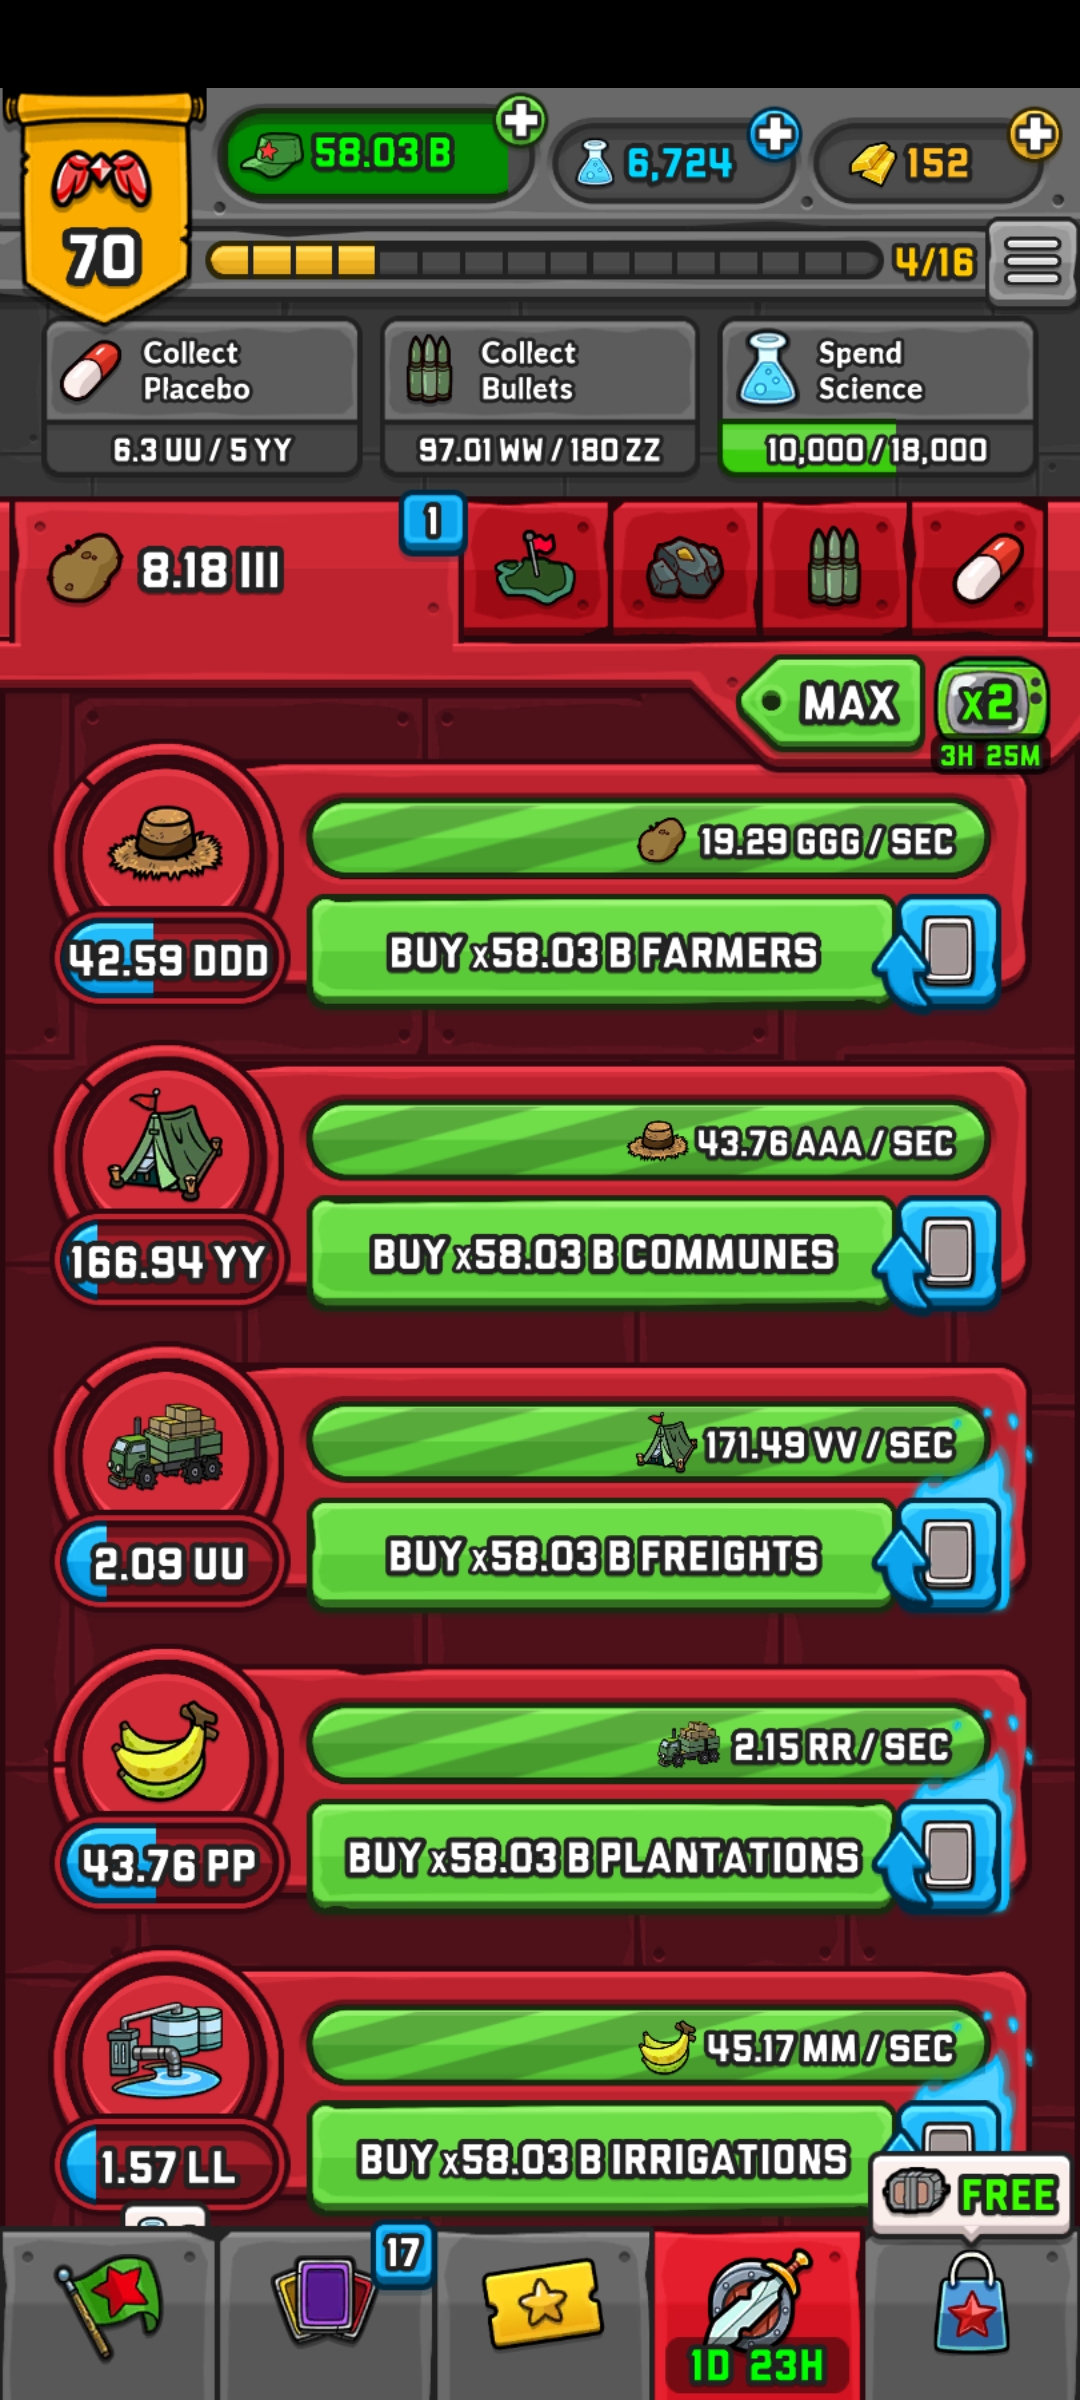 70
58.03 B
6,724
152
4/16
Collect
Placebo
6.3 UU / 5 YY
Collect
Bullets
97.01 WW / 180 ZZ
Spend
Science
10,000 / 18,000
8.18 III
1
MAX
x2
3H 25M
19.29 GGG / SEC
42.59 DDD
BUY x58.03 B FARMERS
43.76 AAA / SEC
166.94 YY
BUY x58.03 B COMMUNES
171.49 VV / SEC
2.09 UU
BUY x58.03 B FREIGHTS
2.15 RR / SEC
43.76 PP
BUY x58.03 B PLANTATIONS
45.17 MM / SEC
1.57 LL
BUY x58.03 B IRRIGATIONS
FREE
17
1D 23H